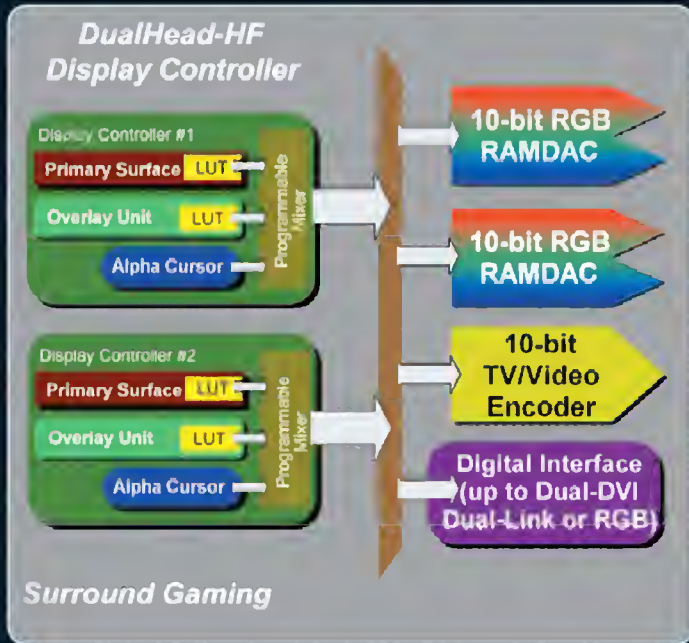 DualHead-HF
Display Controller
Display Controller #1
Primary Surface LUT
Overlay Unit LUT
Alpha Cursor
Programmable
Mixer
Display Controller #2
Primary Surface LUT
Overlay Unit LUT
Alpha Cursor
Programmable
Mixer
10-bit RGB
RAMDAC
10-bit RGB
RAMDAC
10-bit
TV/Video
Encoder
Digital Interface
(up to Dual-DVI
Dual-Link or RGB)
Surround Gaming